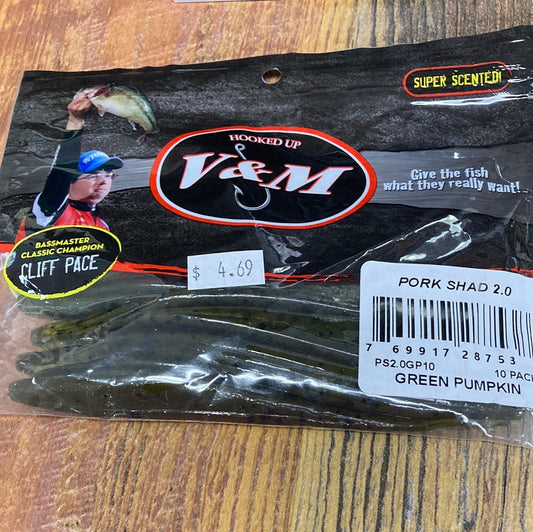 SUPER SCENTED!
HOOKED UP
V&M
Give the fish
what they really want!
BASSMASTER
CLASSIC CHAMPION
CLIFF PACE
$ 4.69
PORK SHAD 2.0
7 69917 28753
PS2.0GP10
10 PACK
GREEN PUMPKIN